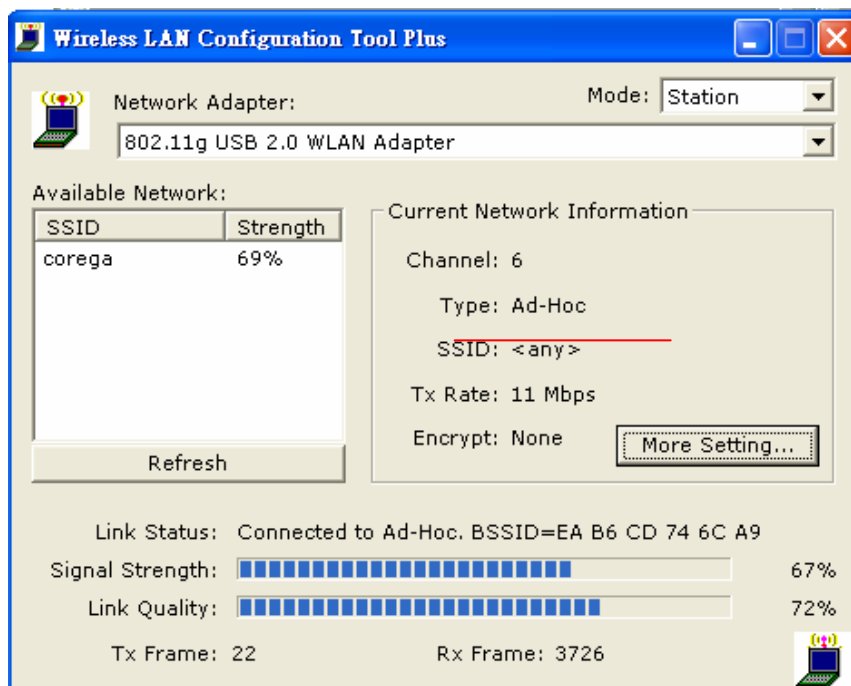 Wireless LAN Configuration Tool Plus
Network Adapter:
Mode: Station
802.11g USB 2.0 WLAN Adapter
Available Network:
SSID Strength
corega 69%
Refresh
Current Network Information
Channel: 6
Type: Ad-Hoc
SSID: <any>
Tx Rate: 11 Mbps
Encrypt: None
More Setting...
Link Status: Connected to Ad-Hoc. BSSID=EA B6 CD 74 6C A9
Signal Strength: 67%
Link Quality: 72%
Tx Frame: 22 Rx Frame: 3726